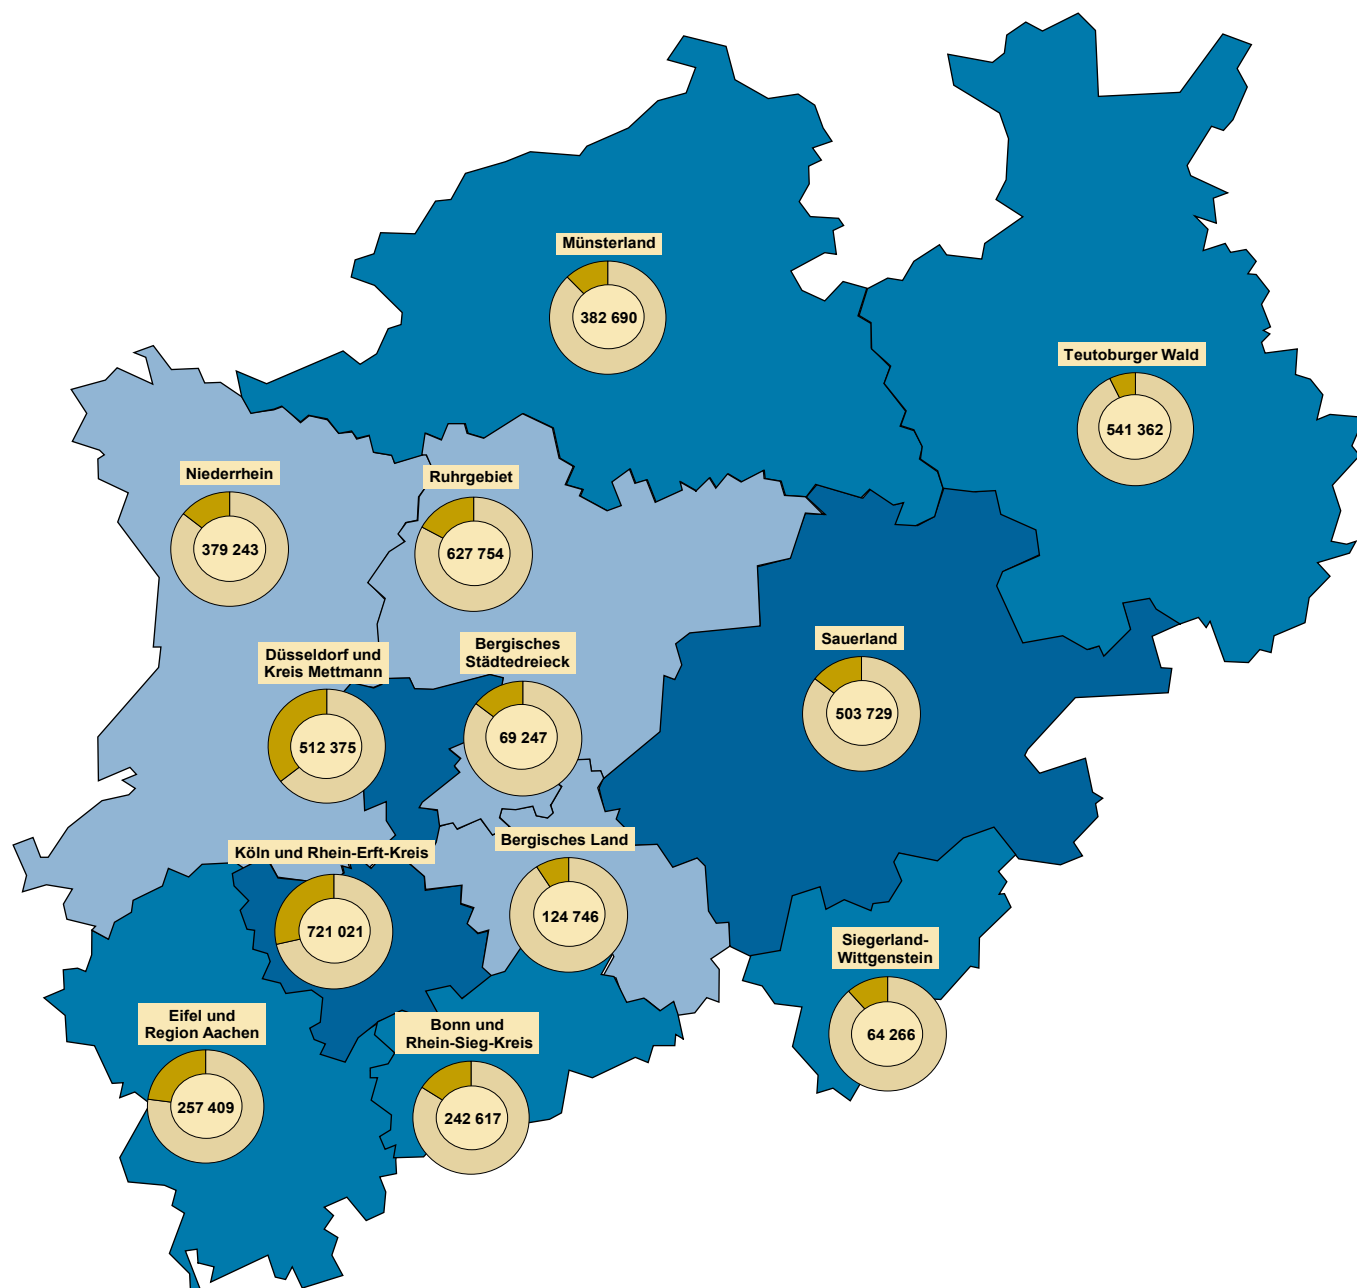 Münsterland
382 690
Teutoburger Wald
541 362
Niederrhein
379 243
Ruhrgebiet
627 754
Düsseldorf und
Kreis Mettmann
512 375
Bergisches
Städtedreieck
69 247
Sauerland
503 729
Köln und Rhein-Erft-Kreis
721 021
Bergisches Land
124 746
Siegerland-
Wittgenstein
64 266
Eifel und
Region Aachen
257 409
Bonn und
Rhein-Sieg-Kreis
242 617